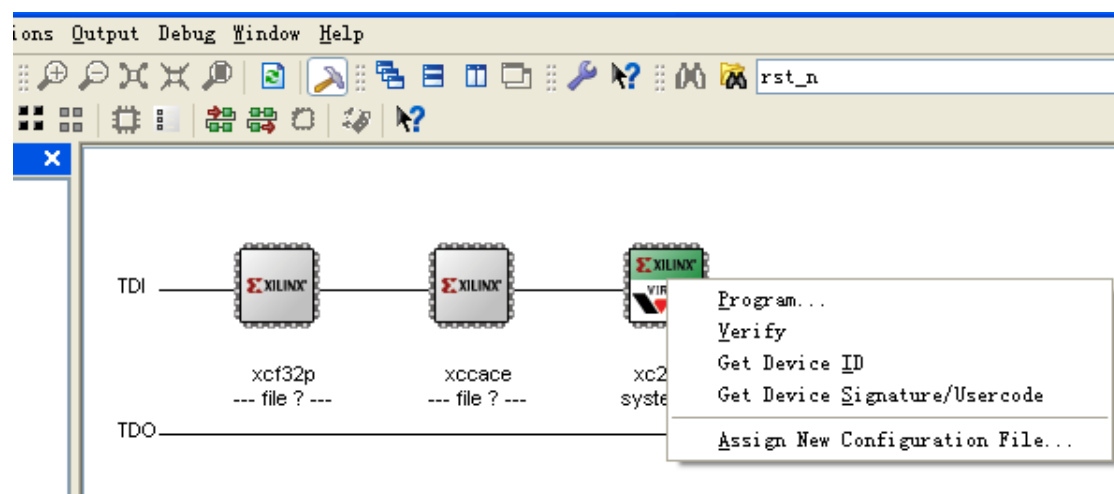 ions Output Debug Window Help
rst_n
TDI
XILINX
XILINX
XILINX
VIR
xcf32p
--- file ? ---
xccace
--- file ? ---
xc2
syste
TDO
Program...
Verify
Get Device ID
Get Device Signature/Usercode
Assign New Configuration File...